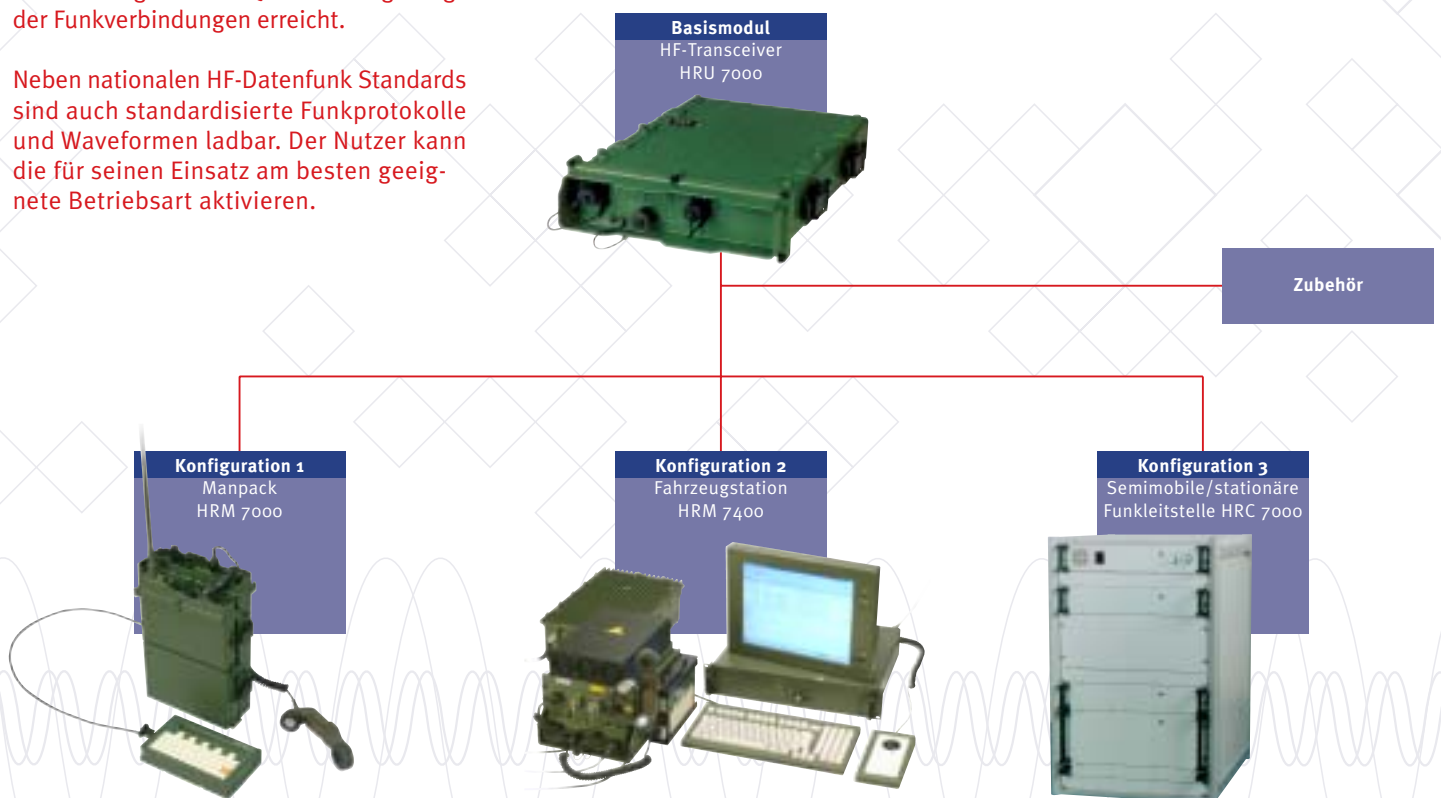 der Funkverbindungen erreicht.
Neben nationalen HF-Datenfunk Standards
sind auch standardisierte Funkprotokolle
und Waveformen ladbar. Der Nutzer kann
die für seinen Einsatz am besten geeig-
nete Betriebsart aktivieren.
Basismodul
HF-Transceiver
HRU 7000
Zubehör
Konfiguration 1
Manpack
HRM 7000
Konfiguration 2
Fahrzeugstation
HRM 7400
Konfiguration 3
Semimobile/stationäre
Funkleitstelle HRC 7000